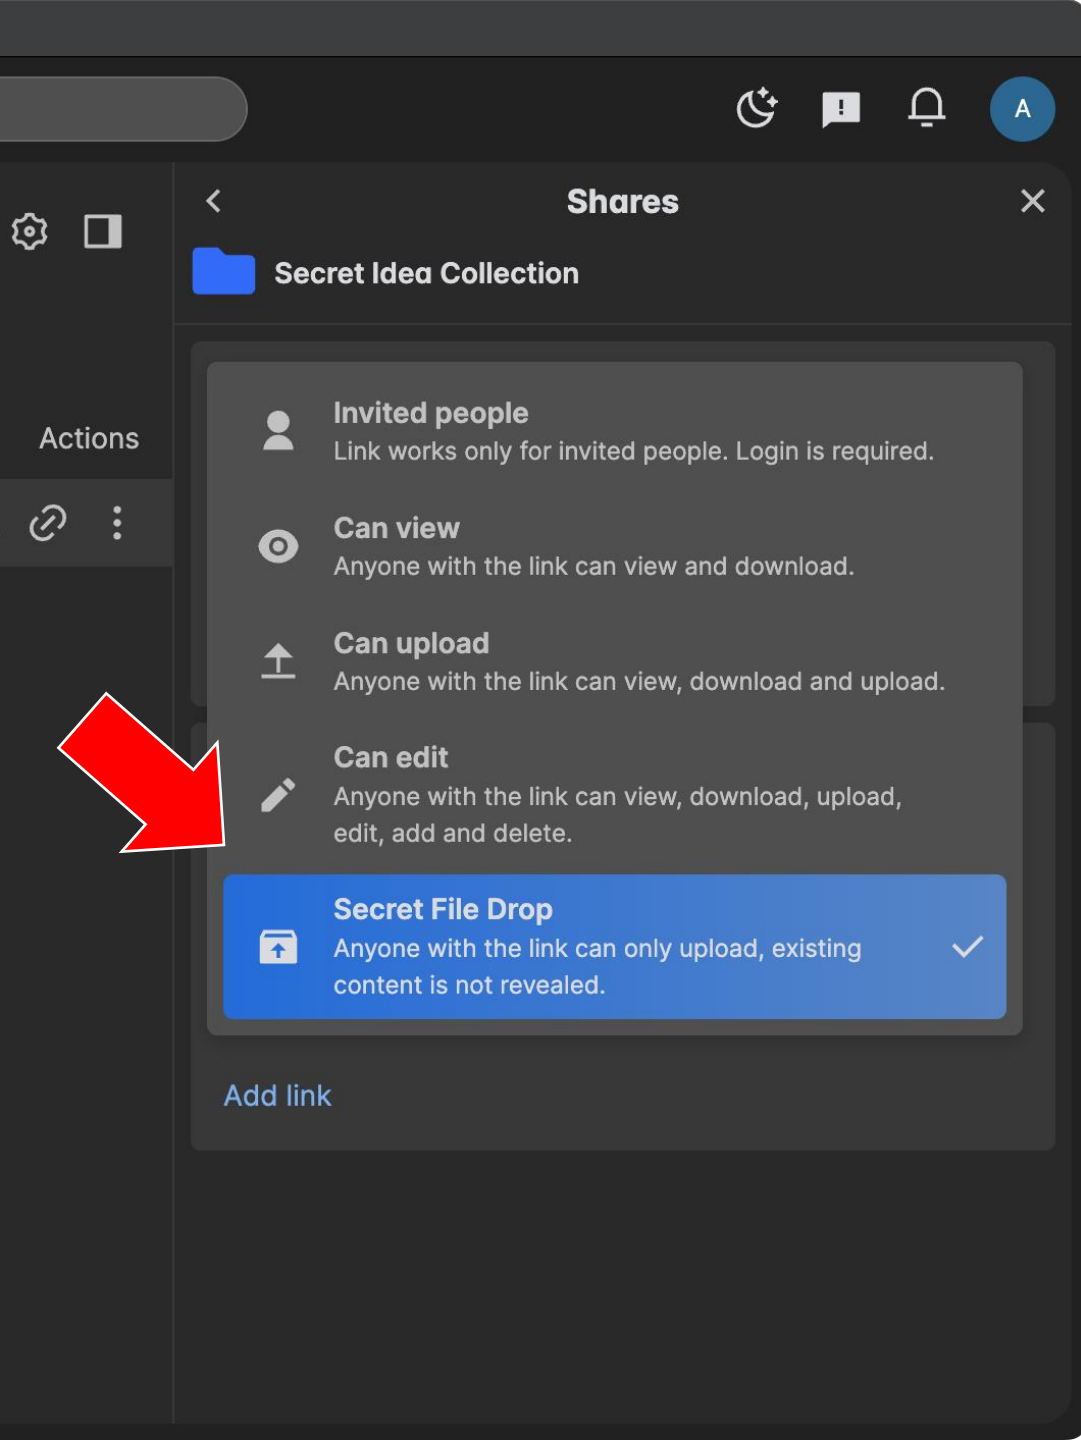 A
Shares
Secret Idea Collection
Actions
Invited people
Link works only for invited people. Login is required.
Can view
Anyone with the link can view and download.
Can upload
Anyone with the link can view, download and upload.
Can edit
Anyone with the link can view, download, upload,
edit, add and delete.
Secret File Drop
Anyone with the link can only upload, existing
content is not revealed.
Add link